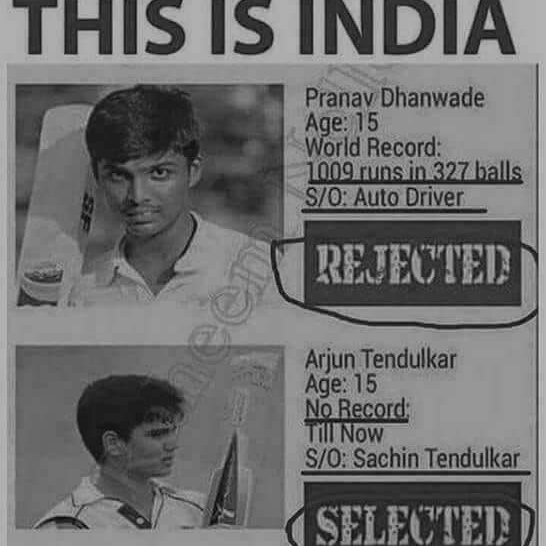 THIS IS INDIA
Pranav Dhanwade
Age: 15
World Record:
1009 runs in 327 balls
S/O: Auto Driver
REJECTED
SF
Arjun Tendulkar
Age: 15
No Record:
Till Now
S/O: Sachin Tendulkar
SELECTED